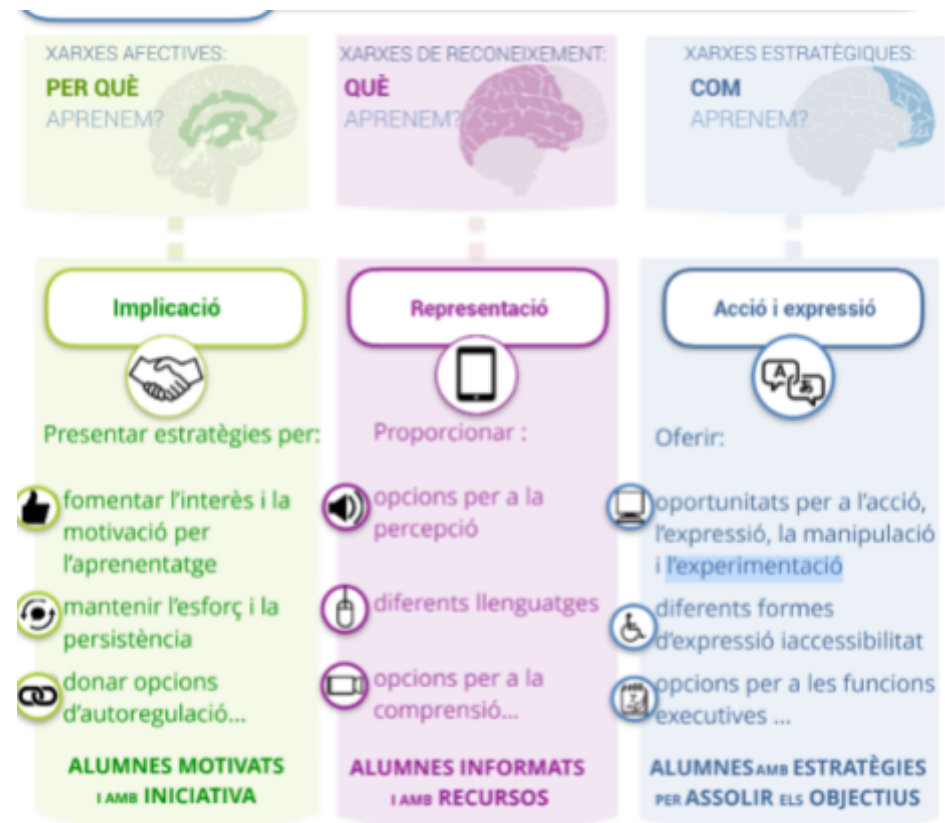 XARXES AFECTIVES:
PER QUÈ
APRENEM?
Implicació
Presentar estratègies per:
fomentar l'interès i la
motivació per
l'aprenentatge
mantenir l'esforç i la
persistència
donar opcions
d'autoregulació...
ALUMNES MOTIVATS
I AMB INICIATIVA
XARXES DE RECONEIXEMENT:
QUÈ
APRENEM?
Representació
Proporcionar :
opcions per a la
percepció
diferents llenguatges
opcions per a la
comprensió...
ALUMNES INFORMATS
I AMB RECURSOS
XARXES ESTRATÈGIQUES:
COM
APRENEM?
Acció i expressió
A あ
Oferir:
oportunitats per a l'acció,
l'expressió, la manipulació
i l'experimentació
diferents formes
d'expressió iaccessibilitat
opcions per a les funcions
executives ...
ALUMNES AMB ESTRATÈGIES
PER ASSOLIR ELS OBJECTIUS